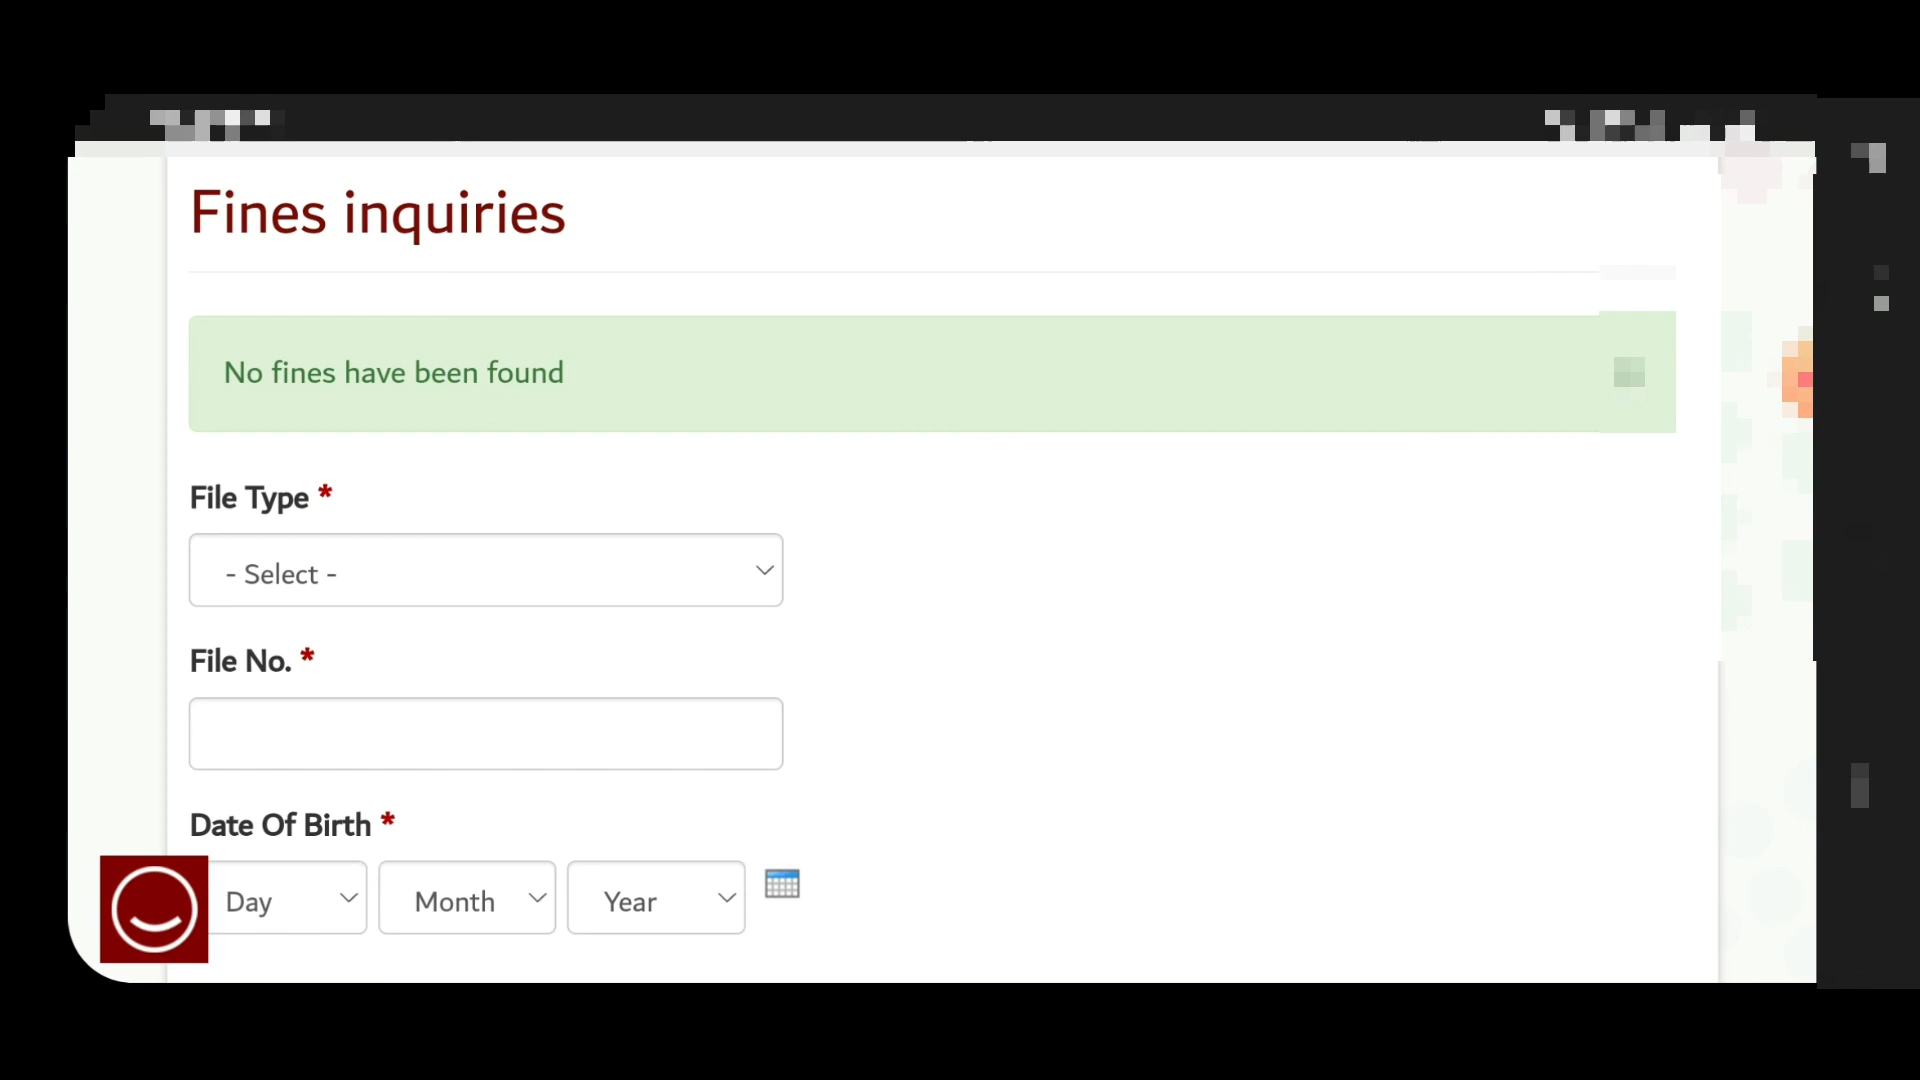 Fines inquiries
No fines have been found
File Type *
- Select -
File No. *
Date Of Birth *
Day Month Year